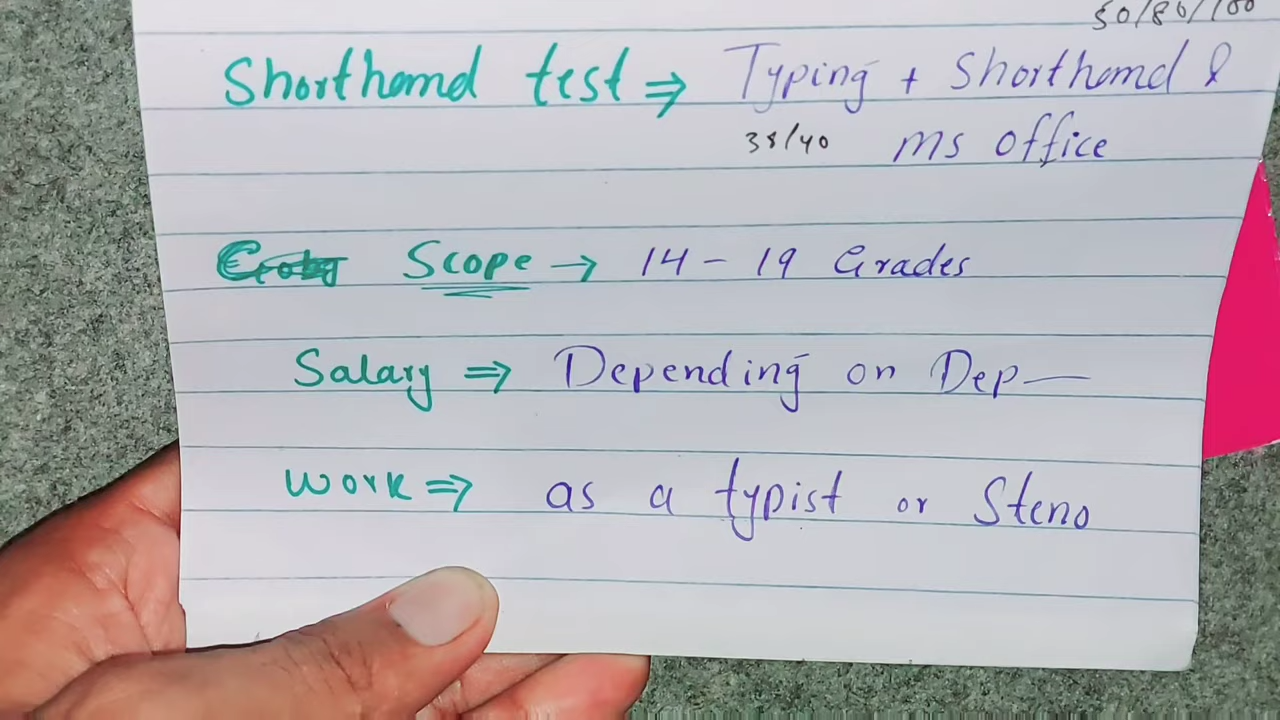 50/80/100
Shorthand test ⇒ Typing + Shorthand &
38/40 ms office
Scope → 14 - 19 Grades
Salary ⇒ Depending on Dep—
Work ⇒ as a typist or Steno